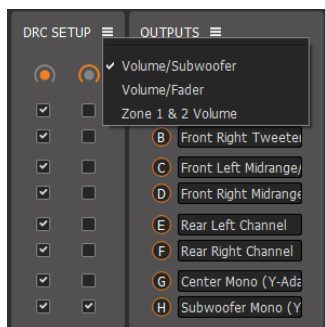 DRC SETUP OUTPUTS
Volume/Subwoofer
Volume/Fader
Zone 1 & 2 Volume
B Front Right Tweeter
C Front Left Midrange/
D Front Right Midrange
E Rear Left Channel
F Rear Right Channel
G Center Mono (Y-Ada
H Subwoofer Mono (Y